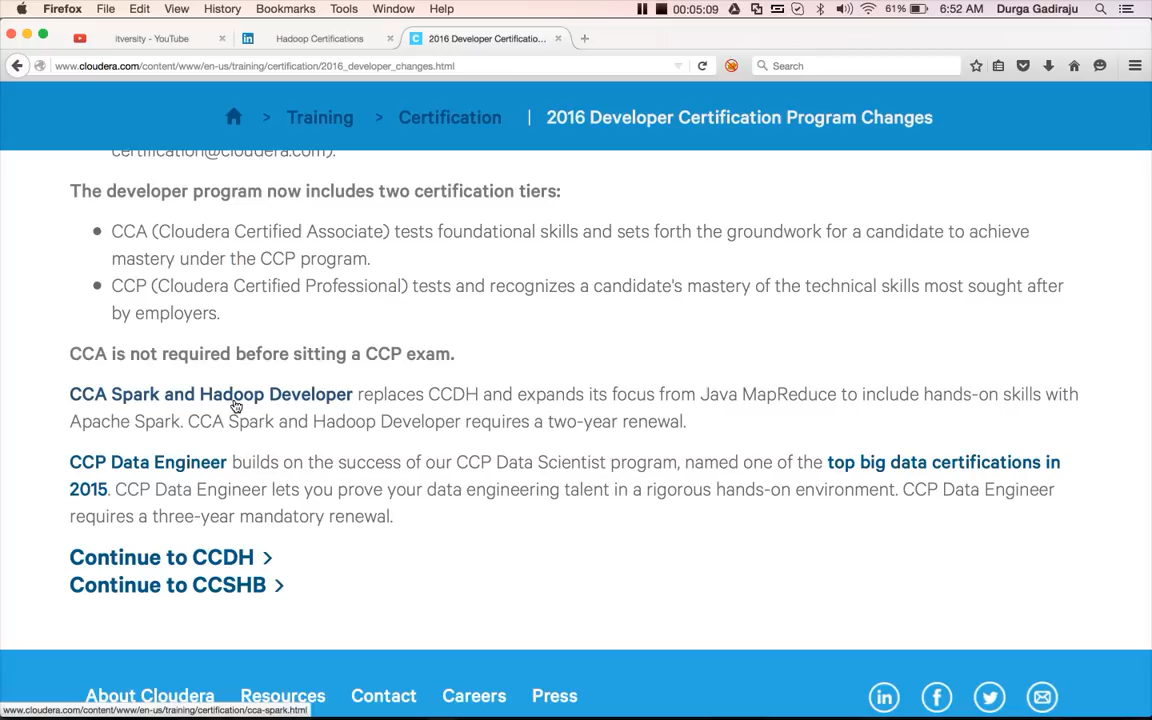 Firefox File Edit View History Bookmarks Tools Window Help 00:05:09 61% 6:52 AM Durga Gadiraju
itversity - YouTube Hadoop Certifications 2016 Developer Certificatio...
www.cloudera.com/content/www/en-us/training/certification/2016_developer_changes.html Search
> Training > Certification | 2016 Developer Certification Program Changes
certification@cloudera.com).
The developer program now includes two certification tiers:
CCA (Cloudera Certified Associate) tests foundational skills and sets forth the groundwork for a candidate to achieve
mastery under the CCP program.
CCP (Cloudera Certified Professional) tests and recognizes a candidate's mastery of the technical skills most sought after
by employers.
CCA is not required before sitting a CCP exam.
CCA Spark and Hadoop Developer replaces CCDH and expands its focus from Java MapReduce to include hands-on skills with
Apache Spark. CCA Spark and Hadoop Developer requires a two-year renewal.
CCP Data Engineer builds on the success of our CCP Data Scientist program, named one of the top big data certifications in
2015. CCP Data Engineer lets you prove your data engineering talent in a rigorous hands-on environment. CCP Data Engineer
requires a three-year mandatory renewal.
Continue to CCDH >
Continue to CCSHB >
About Cloudera Resources Contact Careers Press
www.cloudera.com/content/www/en-us/training/certification/cca-spark.html